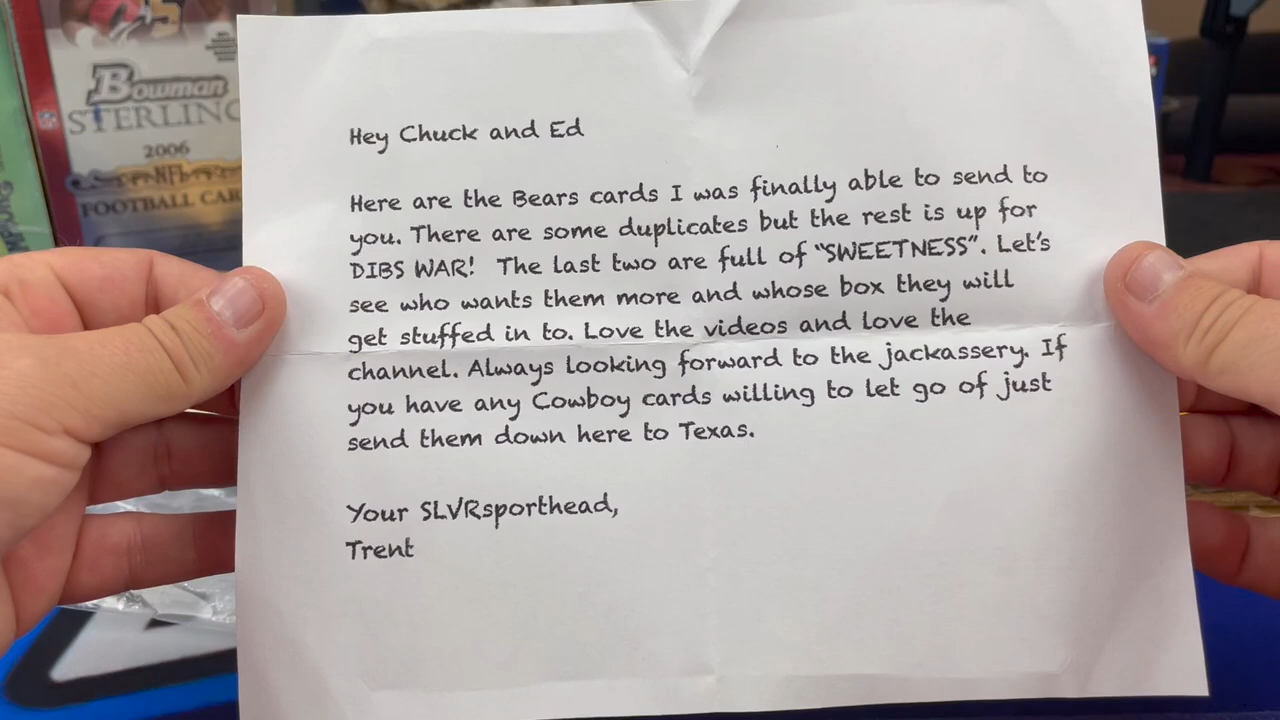 Bowman
STERLING
2006
NFL
FOOTBALL CAR
Hey Chuck and Ed
Here are the Bears cards I was finally able to send to
you. There are some duplicates but the rest is up for
DIBS WAR! The last two are full of “SWEETNESS”. Let's
see who wants them more and whose box they will
get stuffed in to. Love the videos and love the
channel. Always looking forward to the jackassery. If
you have any Cowboy cards willing to let go of just
send them down here to Texas.
Your SLVRsporthead,
Trent